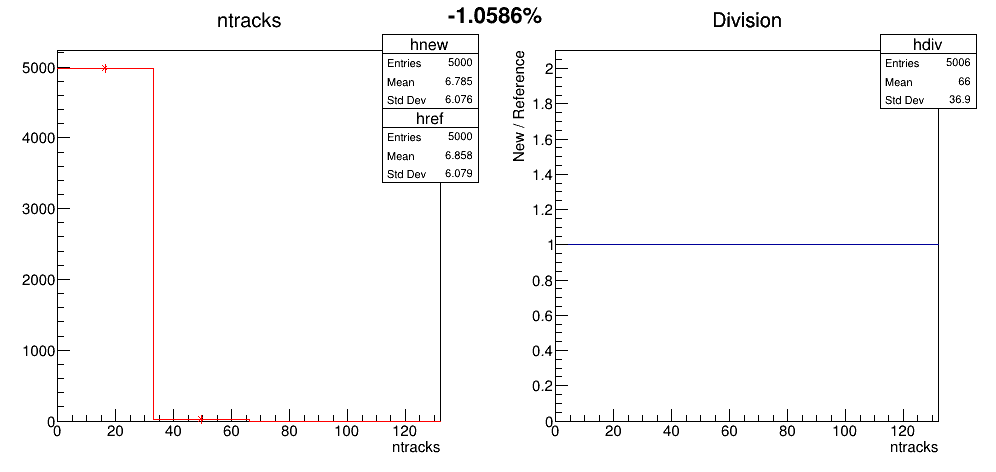 -1.0586%
ntracks
hnew
Entries 5000
Mean 6.785
Std Dev 6.076
href
Entries 5000
Mean 6.858
Std Dev 6.079
5000
4000
3000
2000
1000
0
0 20 40 60 80 100 120
ntracks
Division
hdiv
Entries 5006
Mean 66
Std Dev 36.9
New / Reference
2
1.8
1.6
1.4
1.2
1
0.8
0.6
0.4
0.2
0
0 20 40 60 80 100 120
ntracks